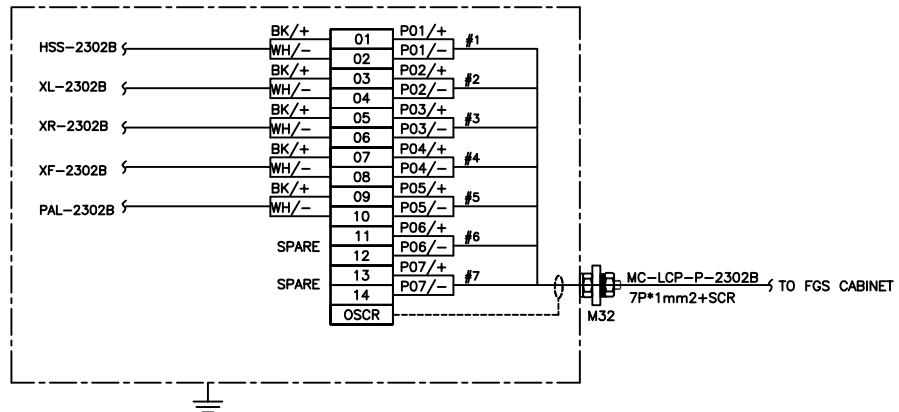 BK/+ 01 P01/+
HSS-2302B WH/- 02 P01/- #1
BK/+ 03 P02/+
XL-2302B WH/- 04 P02/- #2
BK/+ 05 P03/+
XR-2302B WH/- 06 P03/- #3
BK/+ 07 P04/+
XF-2302B WH/- 08 P04/- #4
BK/+ 09 P05/+
PAL-2302B WH/- 10 P05/- #5
11 P06/+
SPARE 12 P06/- #6
13 P07/+
SPARE 14 P07/- #7
OSCR
M32
MC-LCP-P-2302B
7P*1mm2+SCR
TO FGS CABINET